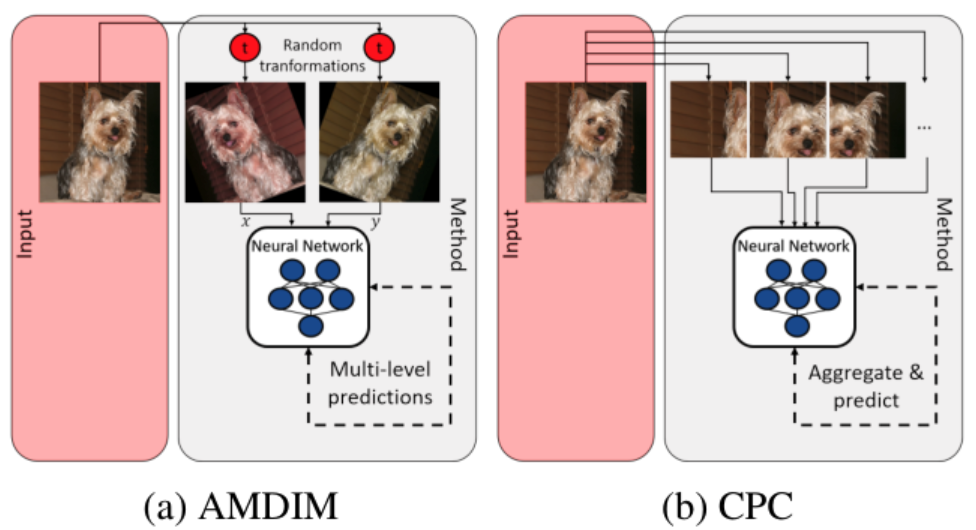 Input
t
Random
tranformations
t
x
y
Neural Network
Multi-level
predictions
Method
(a) AMDIM
Input
...
Neural Network
Aggregate &
predict
Method
(b) CPC